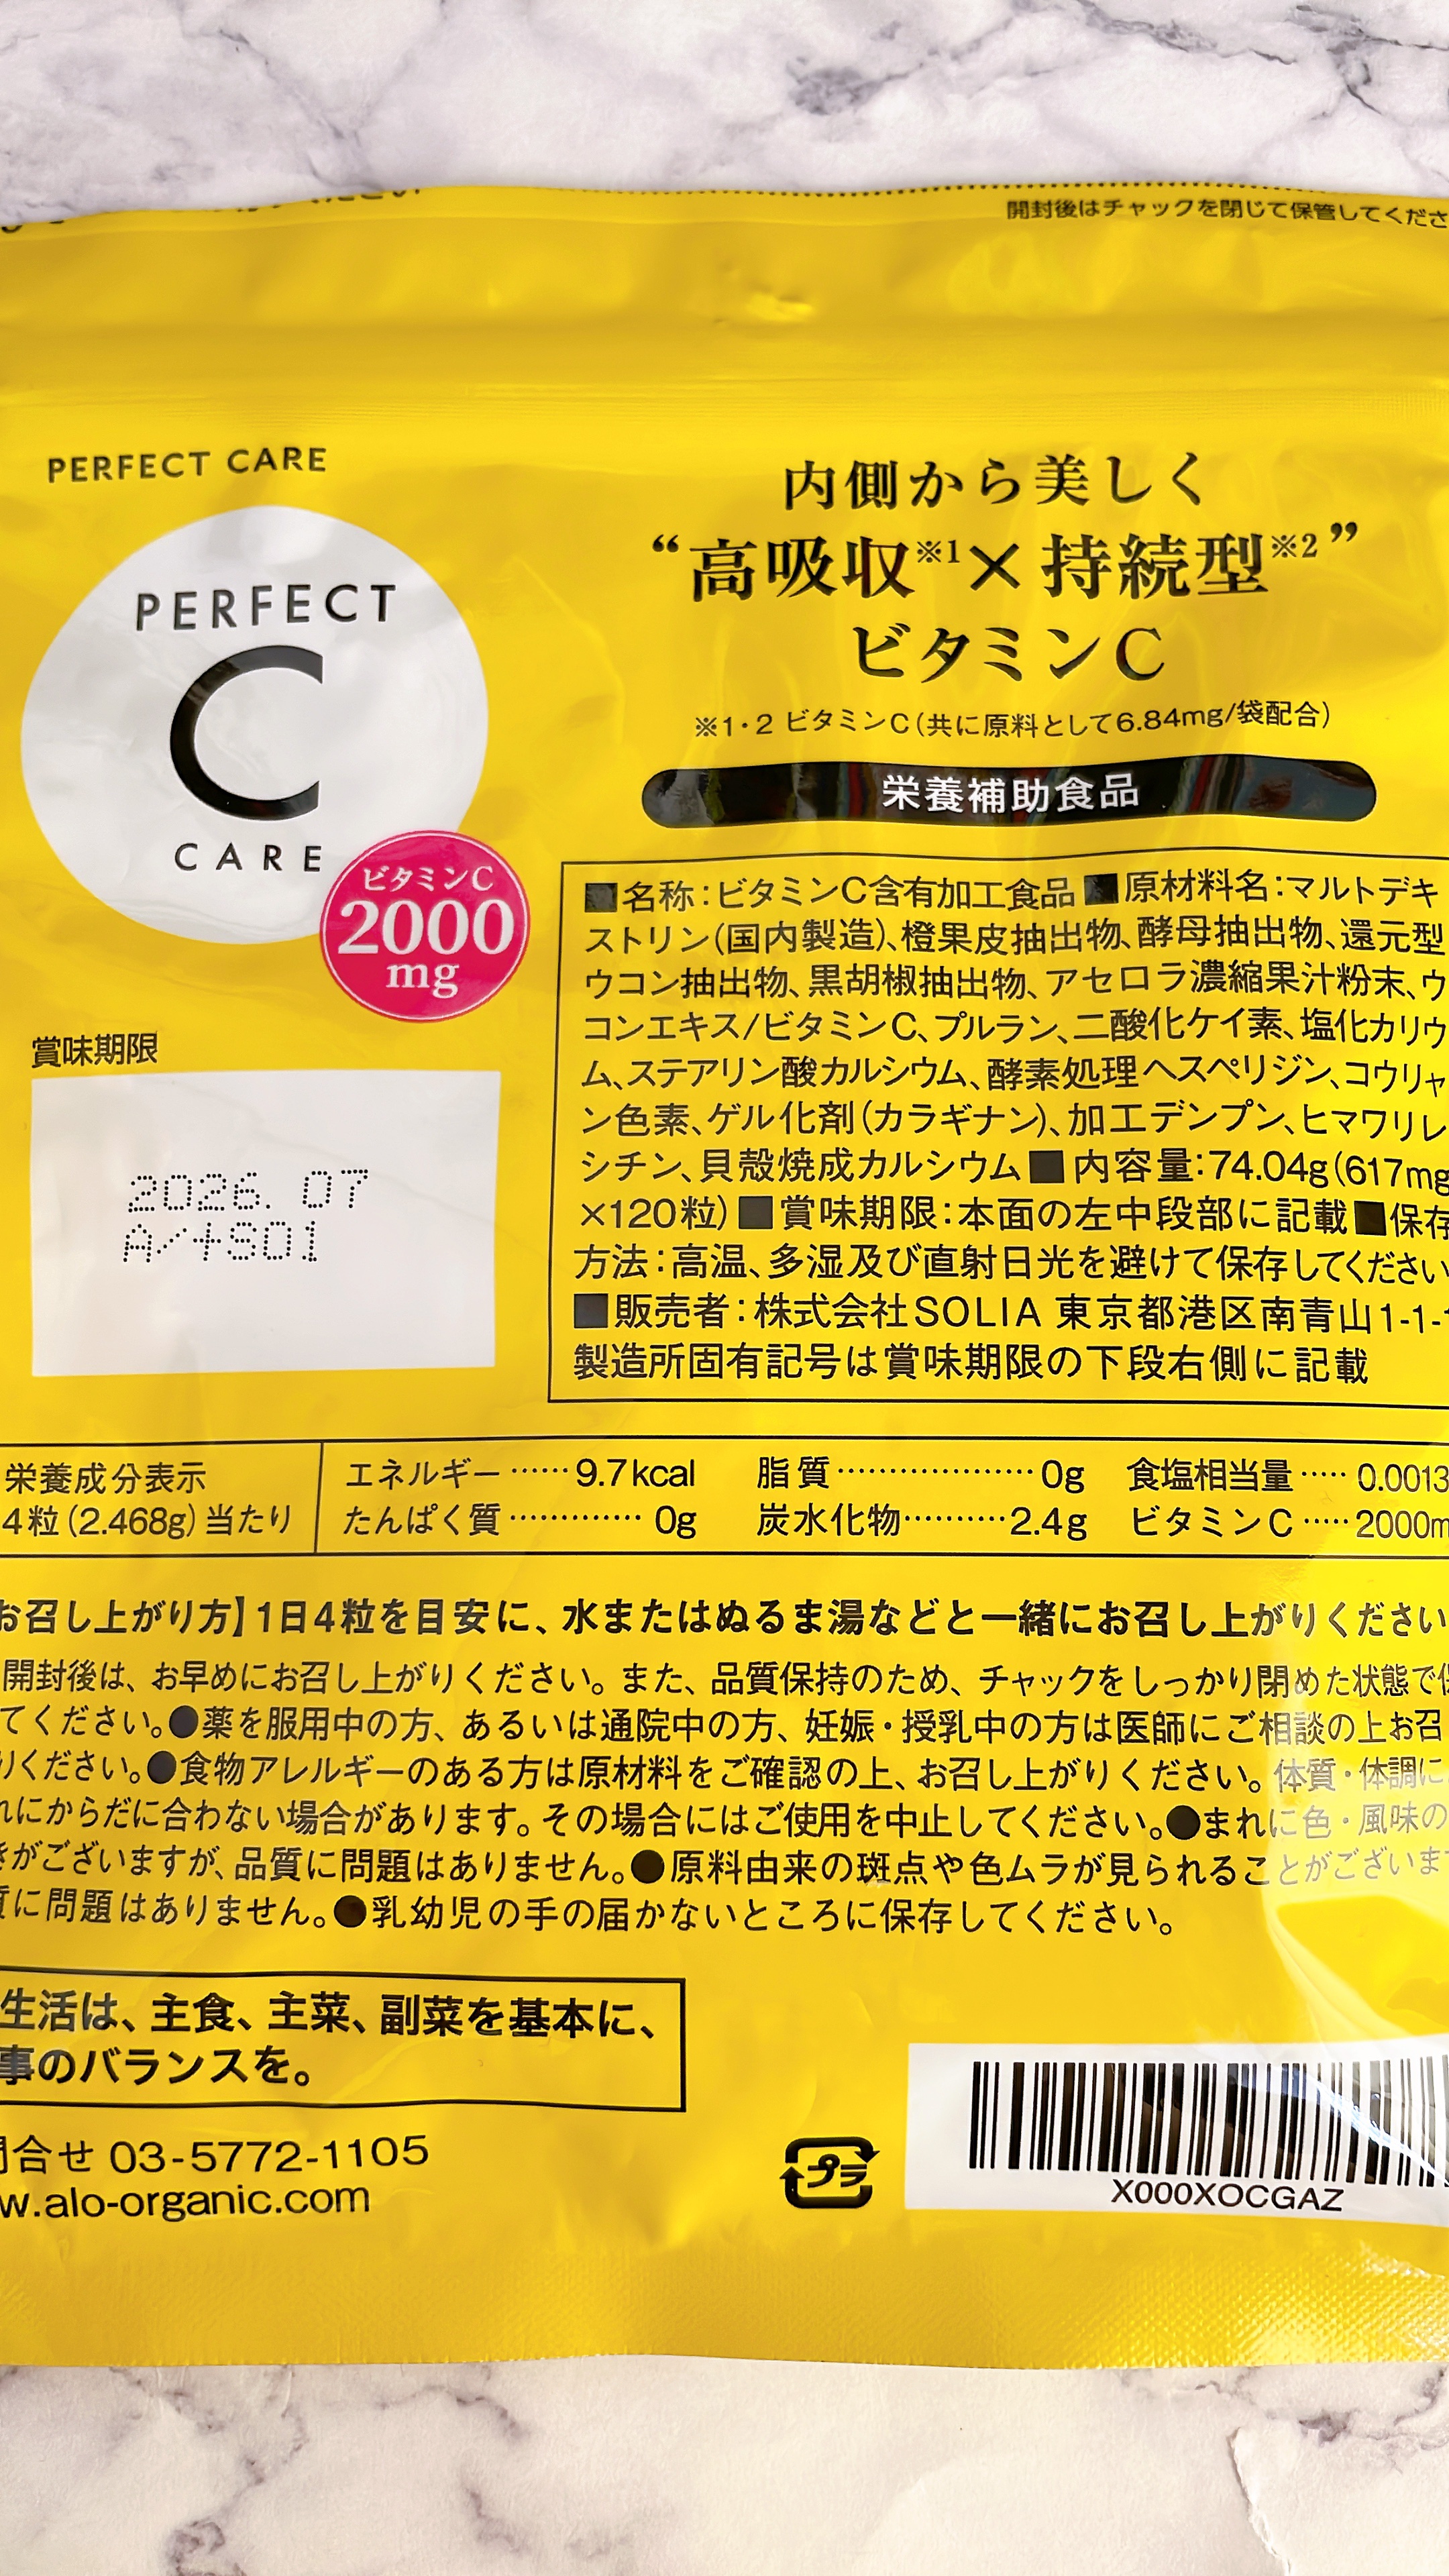 開封後はチャックを閉じて保管してくださ
PERFECT CARE
内側から美しく
“高吸収※1×持続型※2”
ビタミンC
※1・2 ビタミンC(共に原料として6.84mg/袋配合)
栄養補助食品
PERFECT
C
CARE
ビタミンC
2000
mg
賞味期限
2026. 07
A/+S01
■名称:ビタミンC含有加工食品■原材料名:マルトデキ
ストリン(国内製造)、橙果皮抽出物、酵母抽出物、還元型
ウコン抽出物、黒胡椒抽出物、アセロラ濃縮果汁粉末、ウ
コンエキス/ビタミンC、プルラン、二酸化ケイ素、塩化カリウ
ム、ステアリン酸カルシウム、酵素処理ヘスペリジン、コウリャ
ン色素、ゲル化剤(カラギナン)、加工デンプン、ヒマワリレ
シチン、貝殻焼成カルシウム■内容量:74.04g(617mg
×120粒)■賞味期限:本面の左中段部に記載■保存
方法:高温、多湿及び直射日光を避けて保存してください
■販売者:株式会社SOLIA 東京都港区南青山1-1-
製造所固有記号は賞味期限の下段右側に記載
栄養成分表示
4粒(2.468g)当たり
エネルギー……9.7kcal 脂質…………………0g 食塩相当量……0.0013
たんぱく質…………0g 炭水化物…………2.4g ビタミンC……2000m
お召し上がり方】1日4粒を目安に、水またはぬるま湯などと一緒にお召し上がりください
開封後は、お早めにお召し上がりください。また、品質保持のため、チャックをしっかり閉めた状態で保
てください。●薬を服用中の方、あるいは通院中の方、妊娠・授乳中の方は医師にご相談の上お召
りください。●食物アレルギーのある方は原材料をご確認の上、お召し上がりください。体質・体調に
れにからだに合わない場合があります。その場合にはご使用を中止してください。●まれに色・風味の
きがございますが、品質に問題はありません。●原料由来の斑点や色ムラが見られることがございます
質に問題はありません。●乳幼児の手の届かないところに保存してください。
生活は、主食、主菜、副菜を基本に、
事のバランスを。
問合せ 03-5772-1105
w.alo-organic.com
プラ
X000XOCGAZ